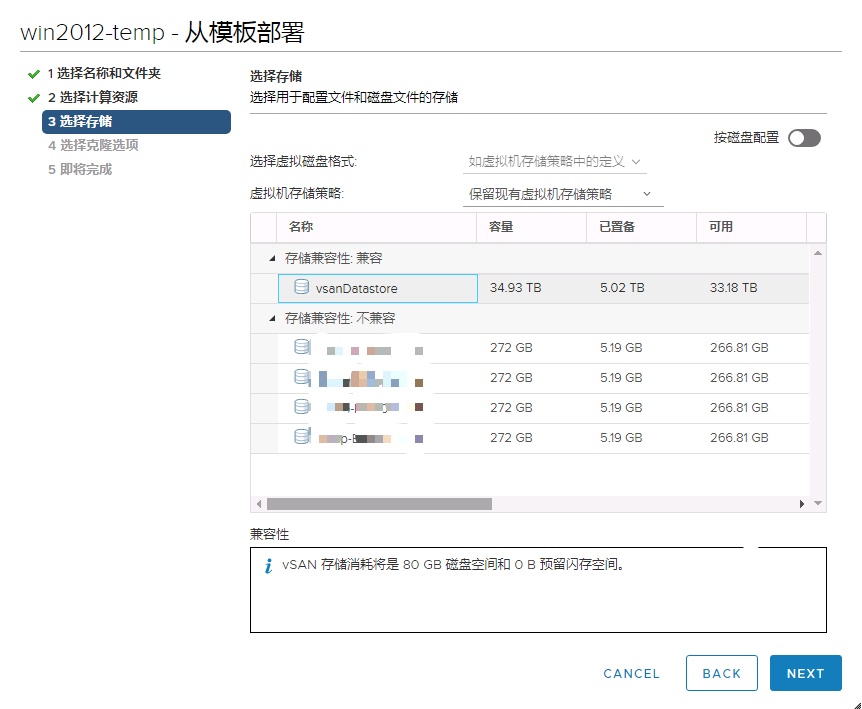 win2012-temp - 从模板部署
1 选择名称和文件夹
2 选择计算资源
3 选择存储
4 选择克隆选项
5 即将完成
选择存储
选择用于配置文件和磁盘文件的存储
按磁盘配置
选择虚拟磁盘格式: 如虚拟机存储策略中的定义
虚拟机存储策略: 保留现有虚拟机存储策略
名称 容量 已置备 可用
存储兼容性: 兼容
vsanDatastore 34.93 TB 5.02 TB 33.18 TB
存储兼容性: 不兼容
272 GB 5.19 GB 266.81 GB
272 GB 5.19 GB 266.81 GB
272 GB 5.19 GB 266.81 GB
272 GB 5.19 GB 266.81 GB
兼容性
vSAN 存储消耗将是 80 GB 磁盘空间和 0 B 预留闪存空间。
CANCEL BACK NEXT